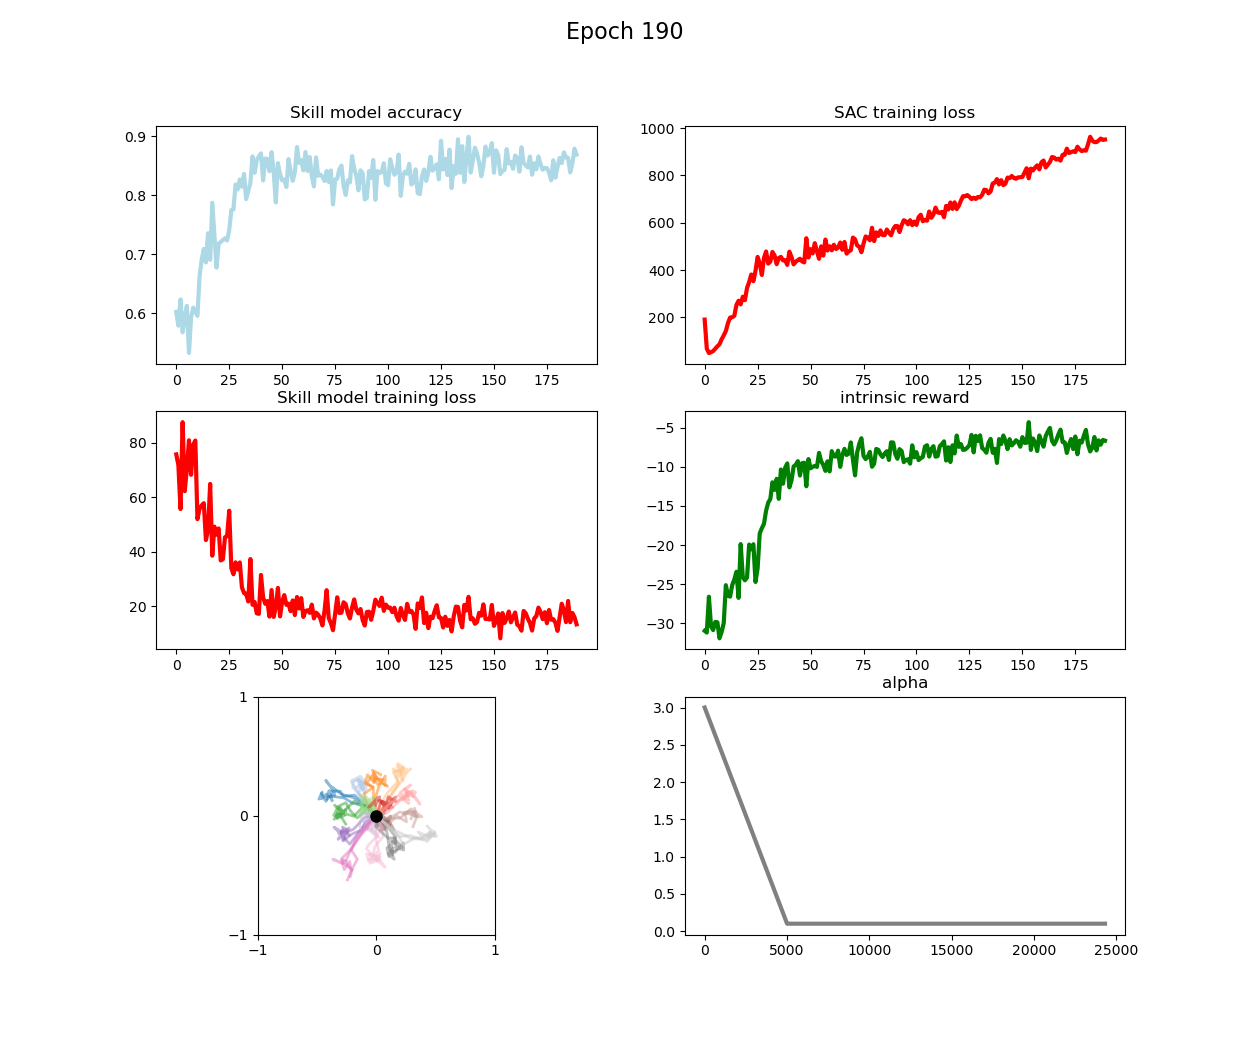 Epoch 190
Skill model accuracy
0.9
0.8
0.7
0.6
0 25 50 75 100 125 150 175
SAC training loss
1000
800
600
400
200
0 25 50 75 100 125 150 175
Skill model training loss
80
60
40
20
0 25 50 75 100 125 150 175
intrinsic reward
−5
−10
−15
−20
−25
−30
0 25 50 75 100 125 150 175
1
0
−1
−1 0 1
alpha
3.0
2.5
2.0
1.5
1.0
0.5
0.0
0 5000 10000 15000 20000 25000